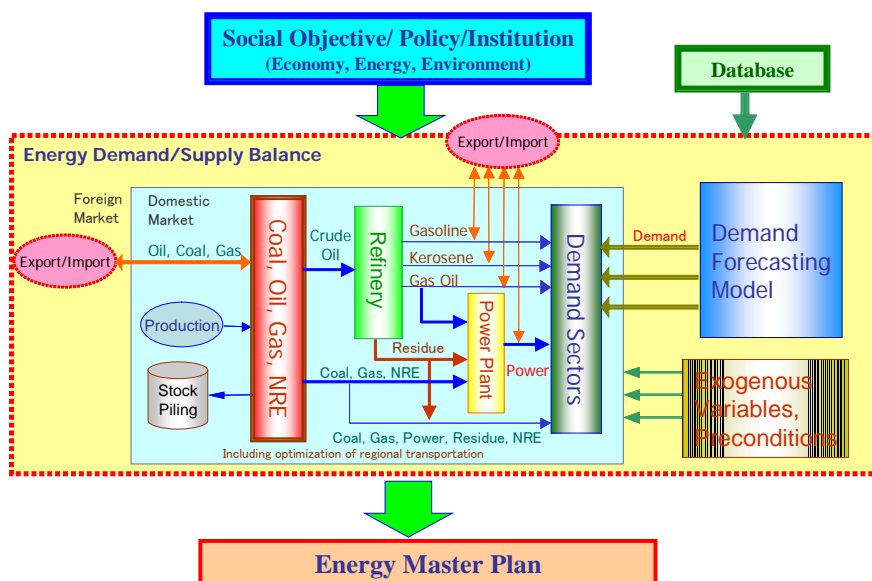 Social Objective/ Policy/Institution
(Economy, Energy, Environment)
Database
Energy Demand/Supply Balance
Export/Import
Foreign
Market
Domestic
Market
Export/Import
Oil, Coal, Gas
Production
Stock
Piling
Coal, Oil, Gas, NRE
Crude
Oil
Refinery
Gasoline
Kerosene
Gas Oil
Residue
Power Plant
Power
Coal, Gas, NRE
Coal, Gas, Power, Residue, NRE
Including optimization of regional transportation
Demand Sectors
Demand
Demand
Forecasting
Model
Exogenous
Variables,
Preconditions
Energy Master Plan